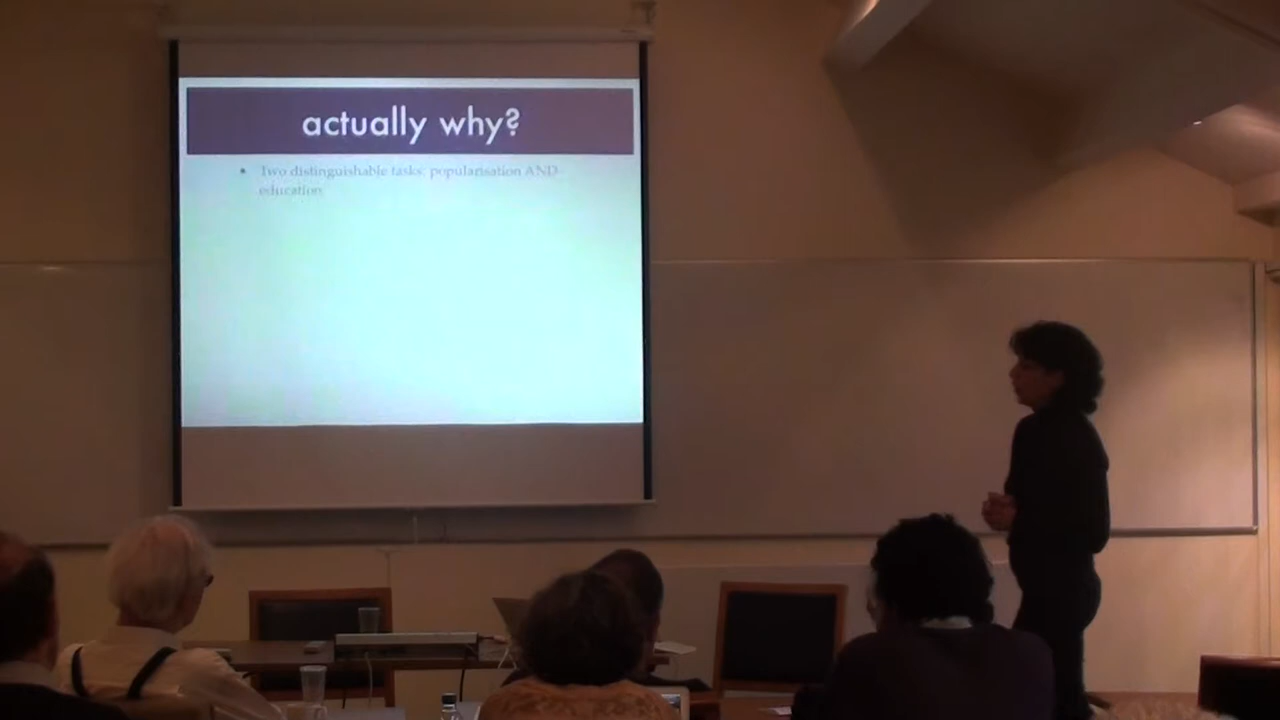 actually why?
• Two distinguishable tasks: popularisation AND
education